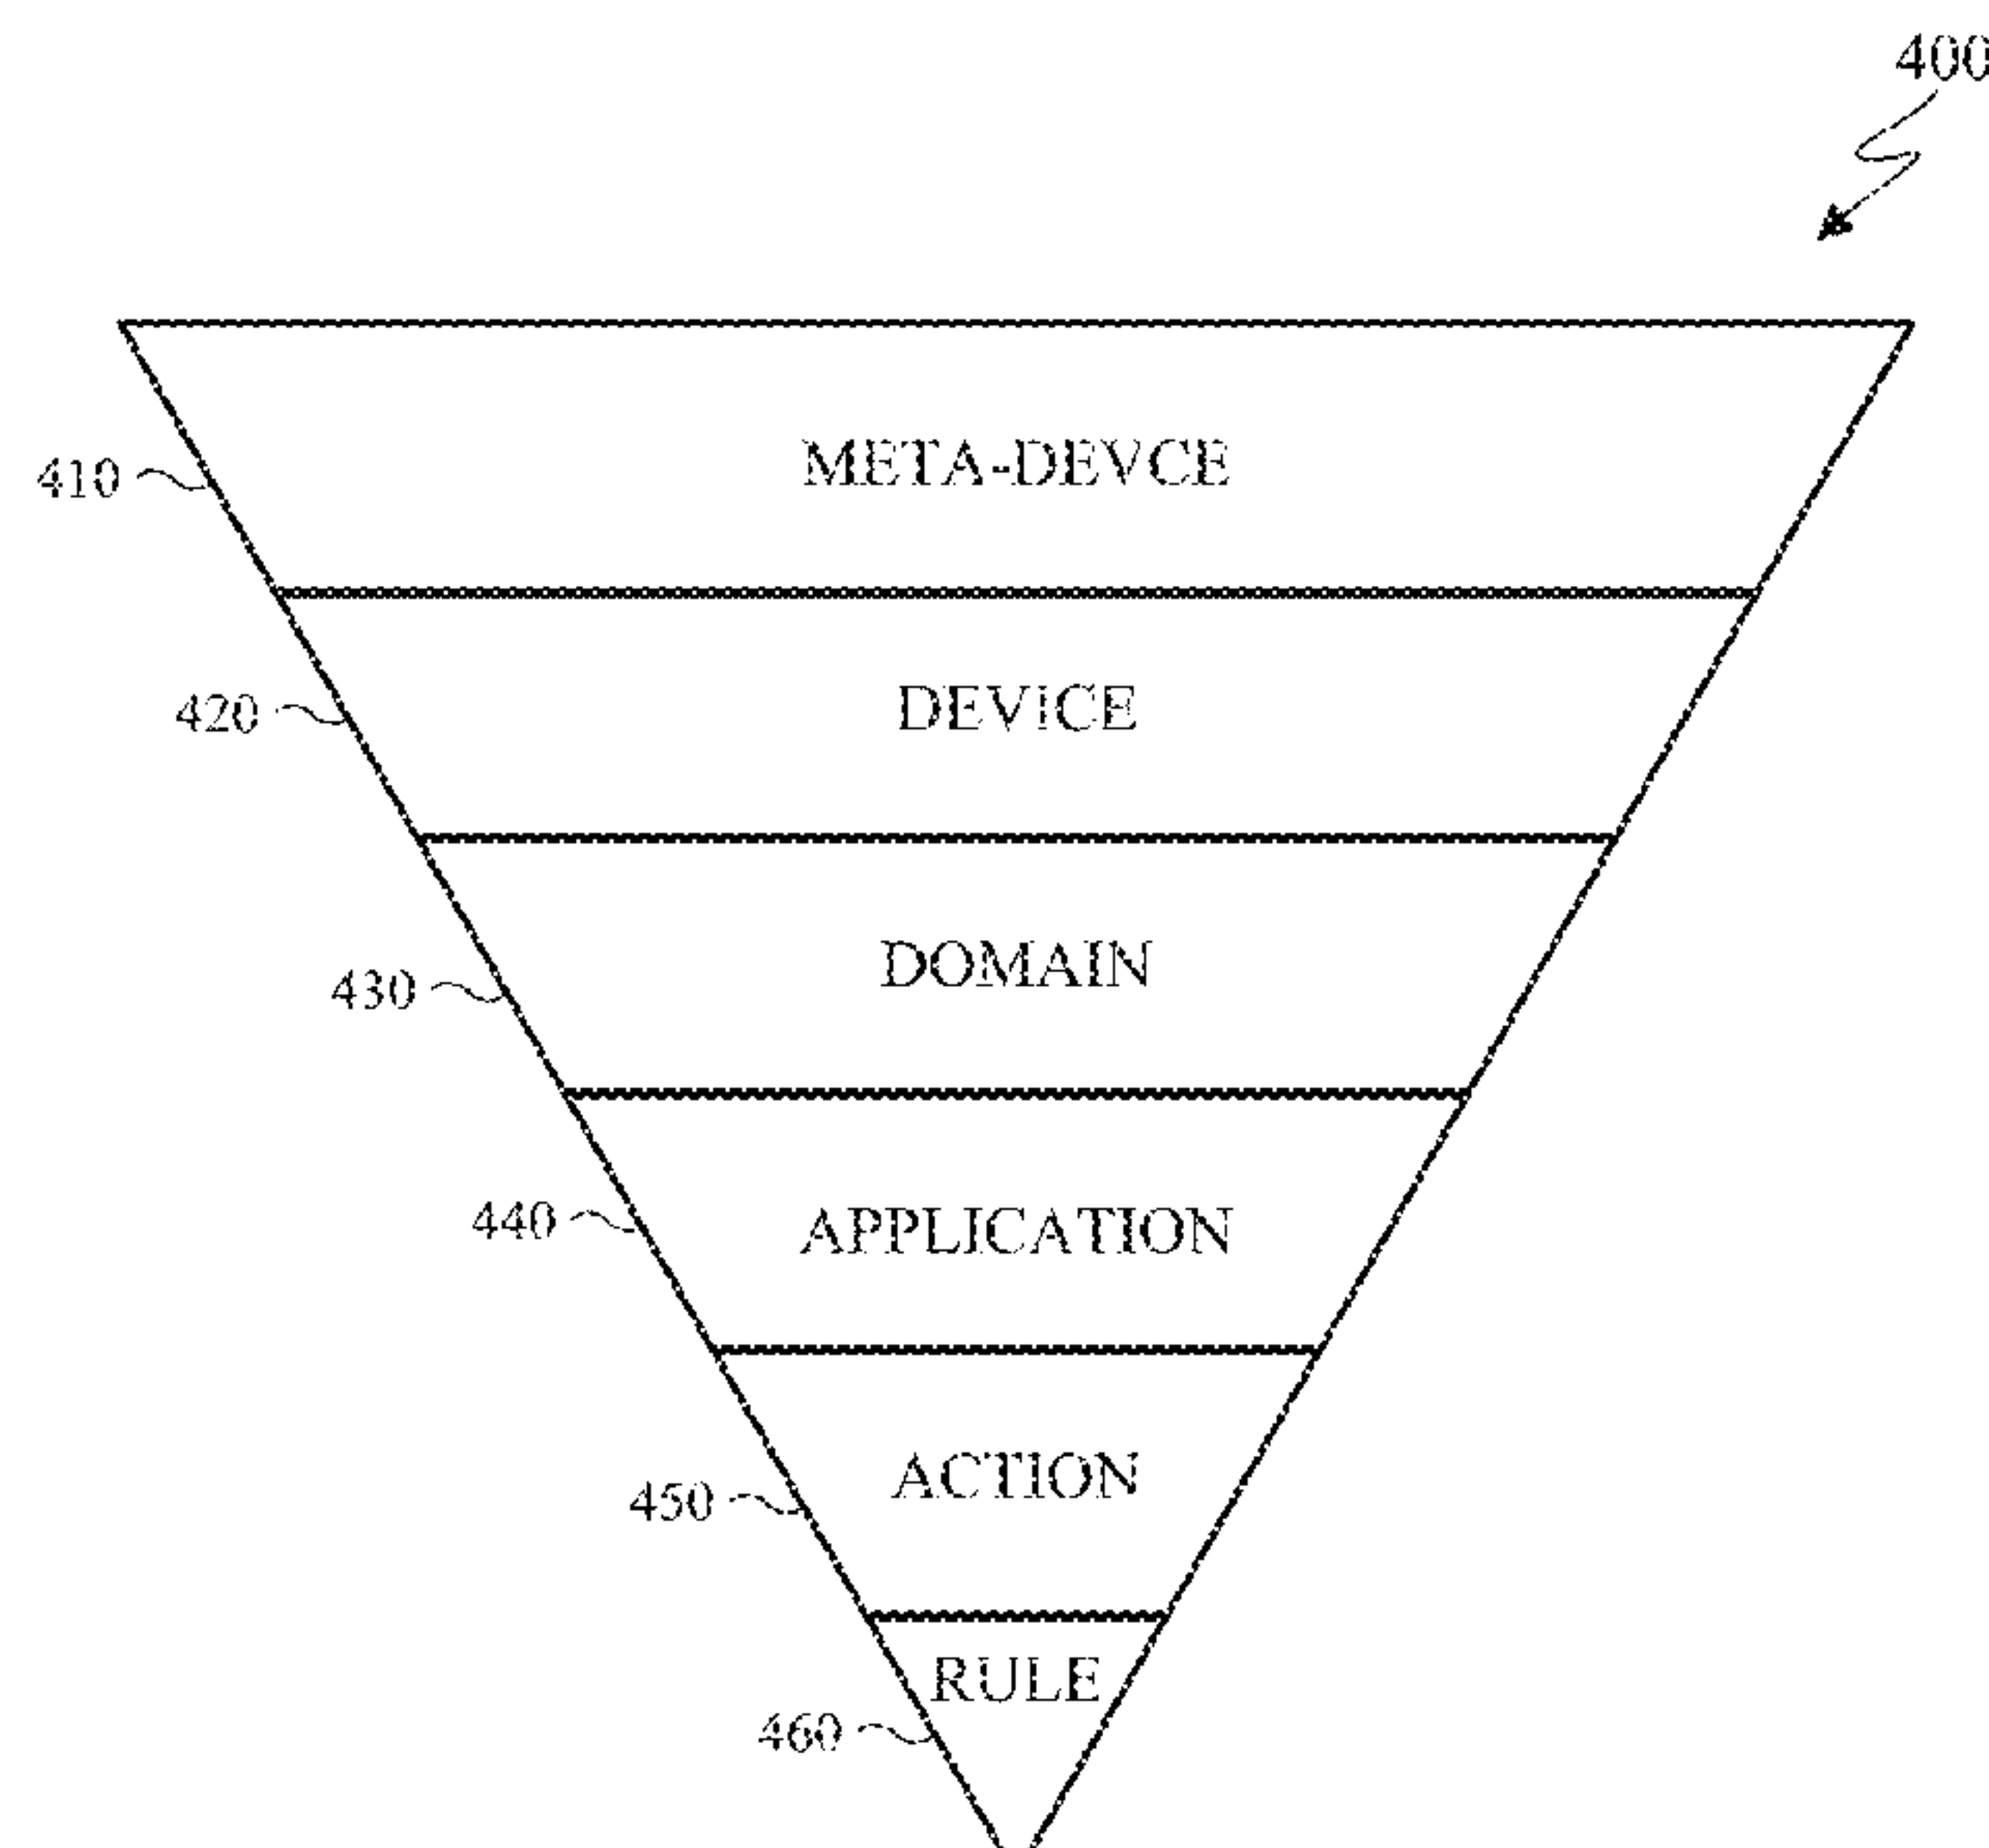 400
META-DEVCE
410
DEVICE
420
DOMAIN
430
APPLICATION
440
ACTION
450
RULE
460